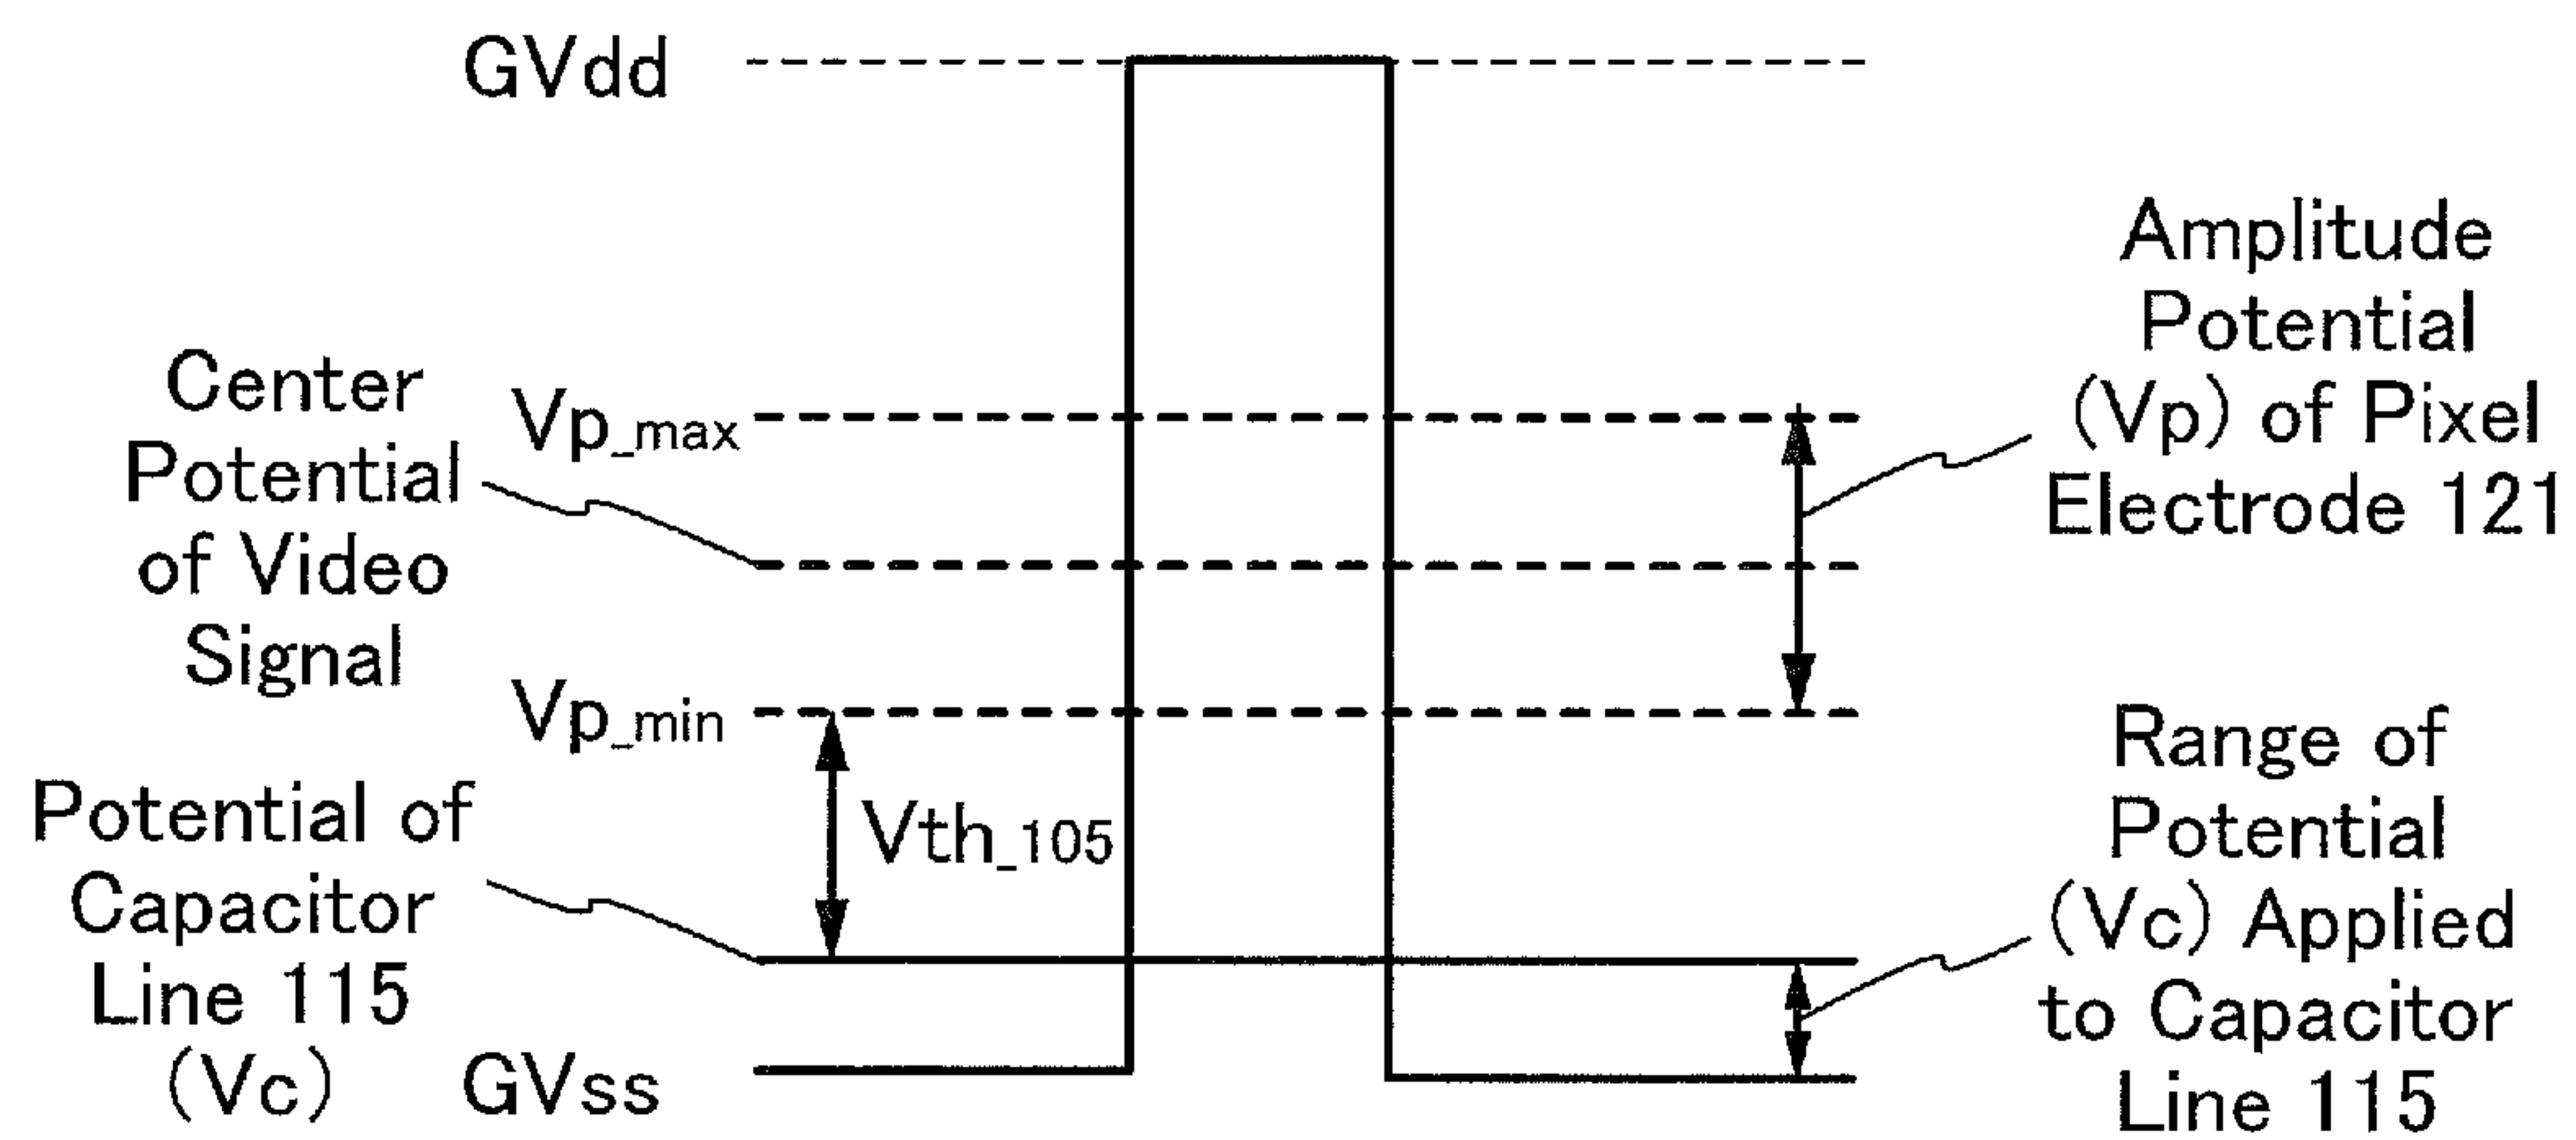 GVdd
Center
Potential
of Video
Signal
Vp_max
Vp_min
Amplitude
Potential
(Vp) of Pixel
Electrode 121
Potential of
Capacitor
Line 115
(Vc)
Vth_105
GVss
Range of
Potential
(Vc) Applied
to Capacitor
Line 115